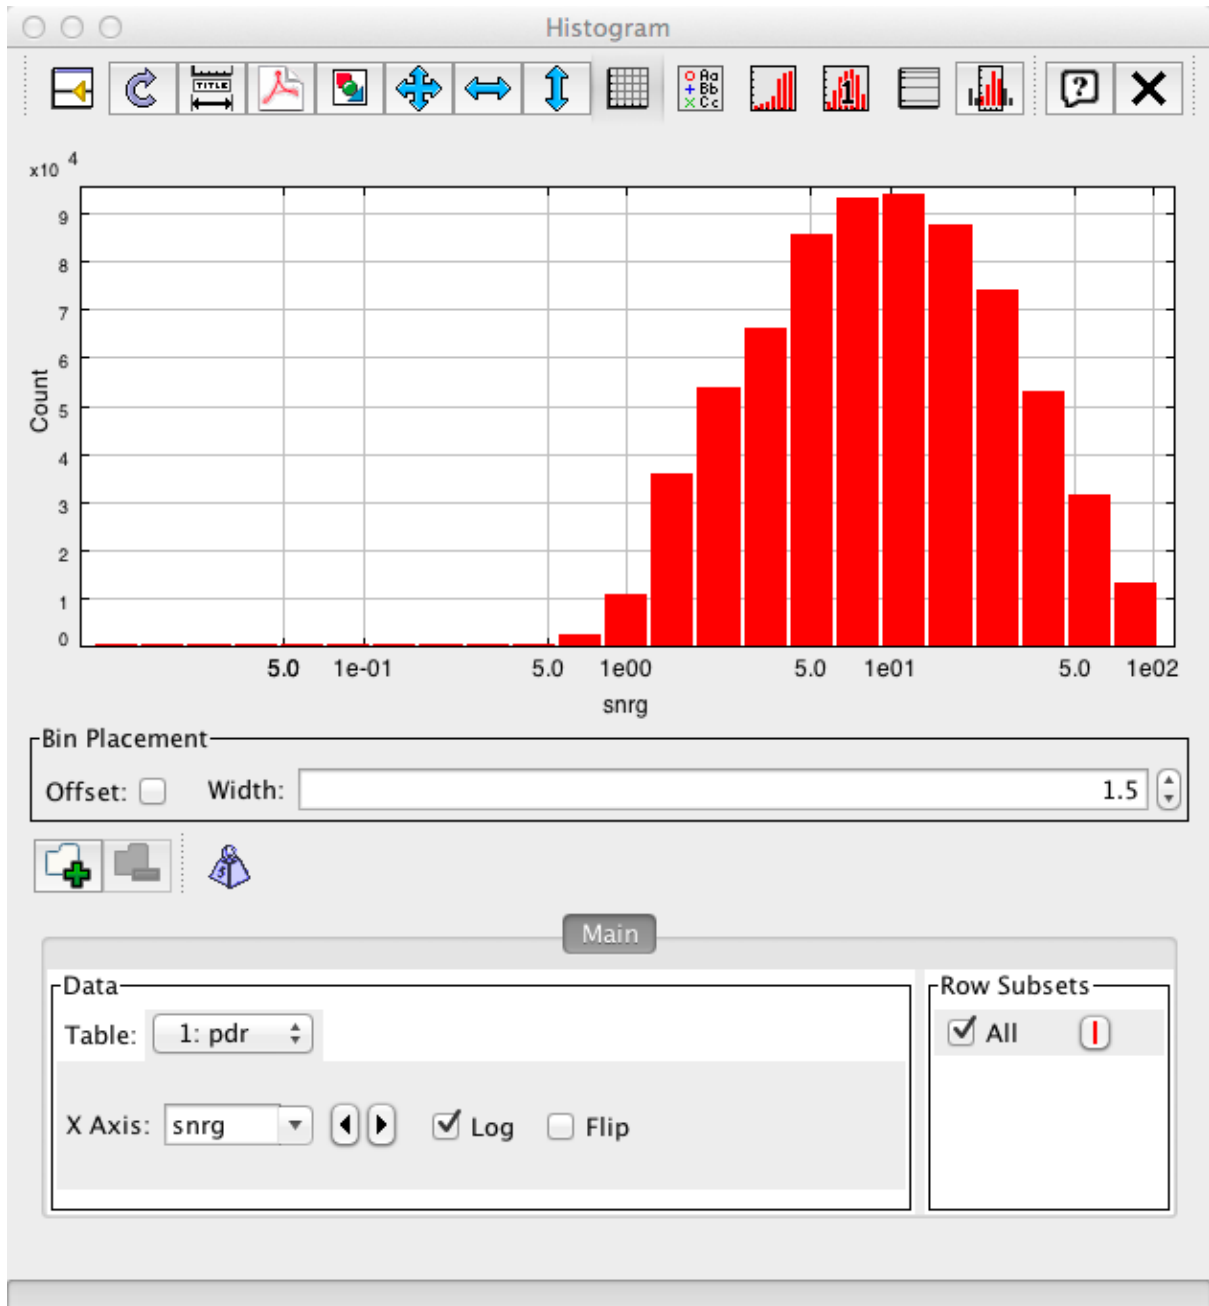 Histogram
TITLE
Aa
Bb
Cc
1
?
x10 4
9
8
7
6
5
4
3
2
1
0
Count
5.0 1e-01 5.0 1e00 5.0 1e01 5.0 1e02
snrg
Bin Placement
Offset: Width: 1.5
Main
Data
Table: 1: pdr
X Axis: snrg Log Flip
Row Subsets
All